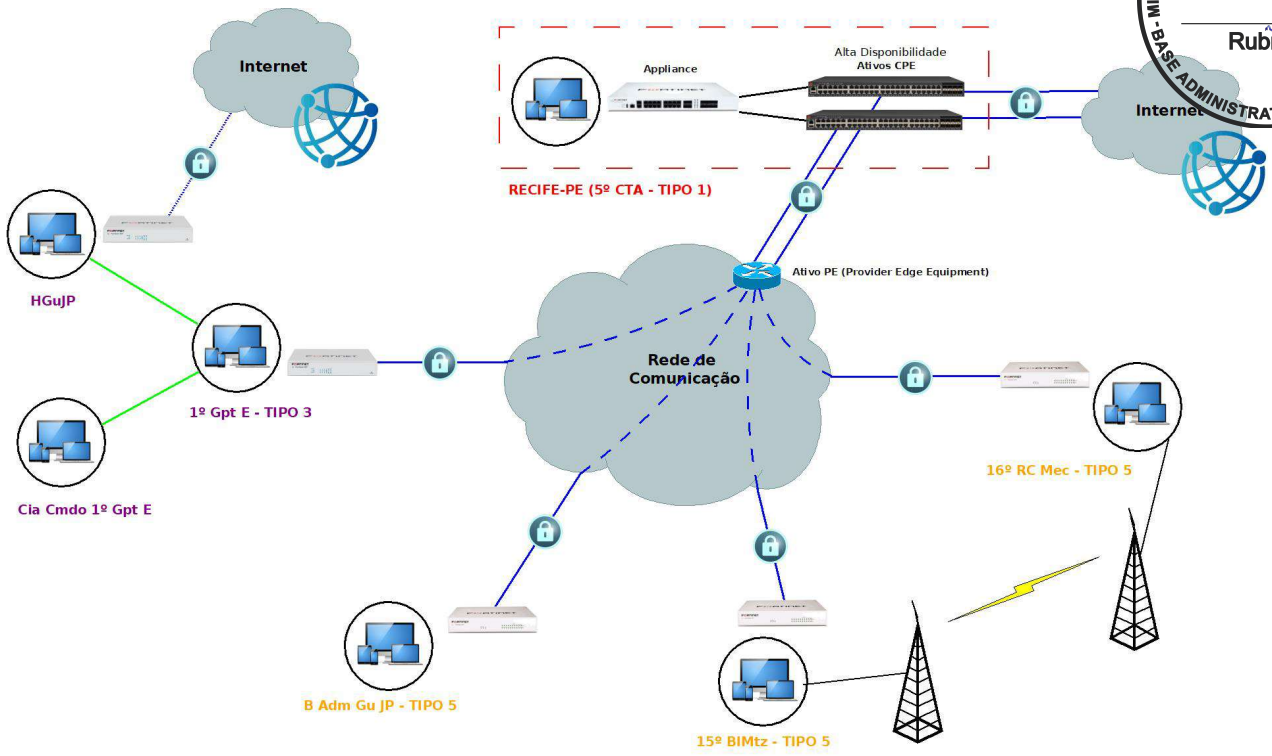 Internet
Appliance
Alta Disponibilidade
Ativos CPE
FORTINET
Internet
BASE ADMINISTRAT
RECIFE-PE (5º CTA - TIPO 1)
HGuJP
Ativo PE (Provider Edge Equipment)
Rede de
Comunicação
1º Gpt E - TIPO 3
16º RC Mec - TIPO 5
Cia Cmdo 1º Gpt E
B Adm Gu JP - TIPO 5
15º BIMtz - TIPO 5